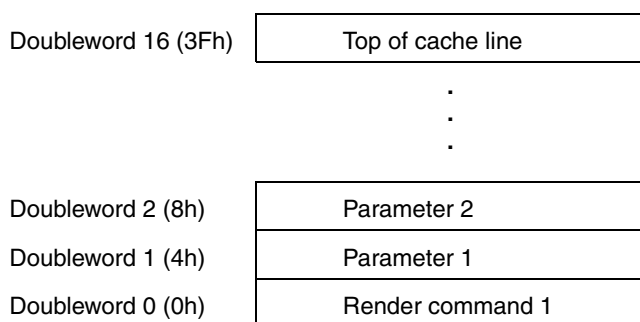 Doubleword 16 (3Fh) Top of cache line
.
.
.
Doubleword 2 (8h) Parameter 2
Doubleword 1 (4h) Parameter 1
Doubleword 0 (0h) Render command 1